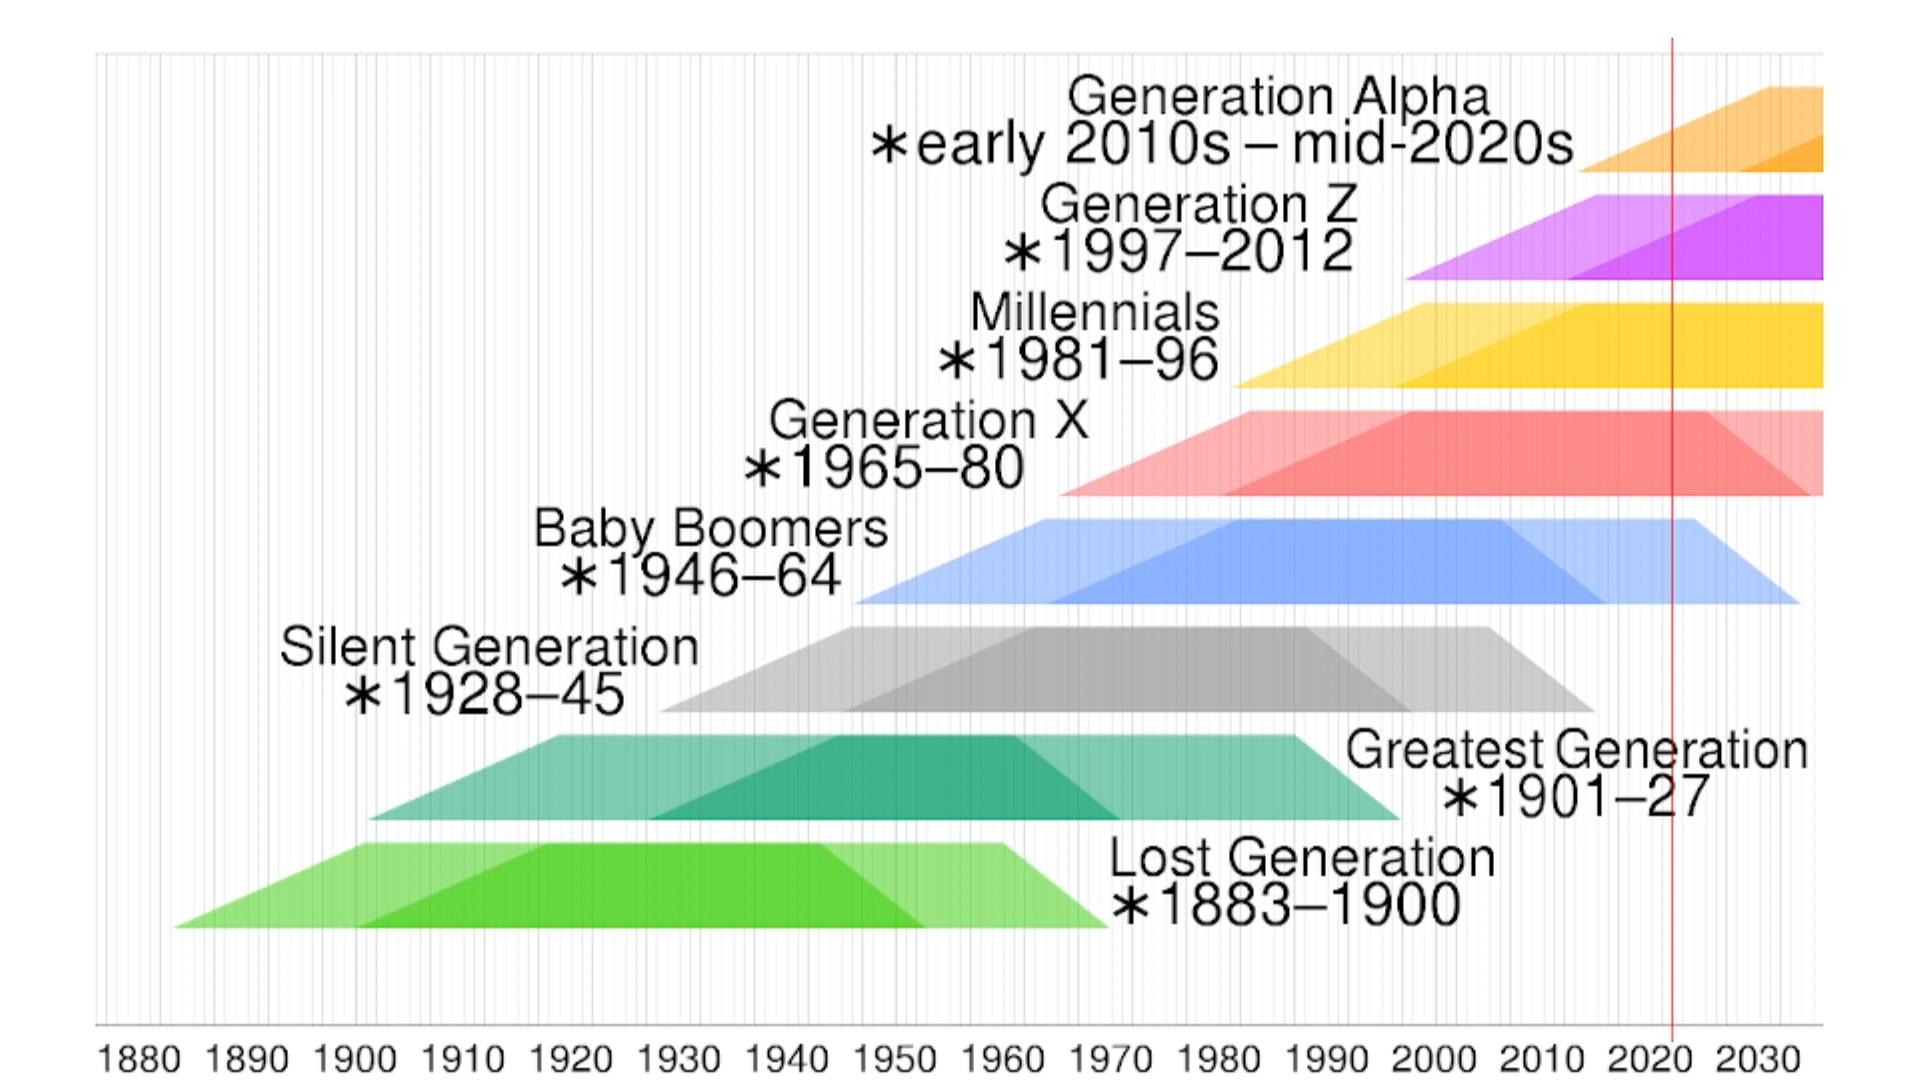 Generation Alpha
*early 2010s – mid-2020s
Generation Z
*1997–2012
Millennials
*1981–96
Generation X
*1965–80
Baby Boomers
*1946–64
Silent Generation
*1928–45
Greatest Generation
*1901–27
Lost Generation
*1883–1900
1880 1890 1900 1910 1920 1930 1940 1950 1960 1970 1980 1990 2000 2010 2020 2030